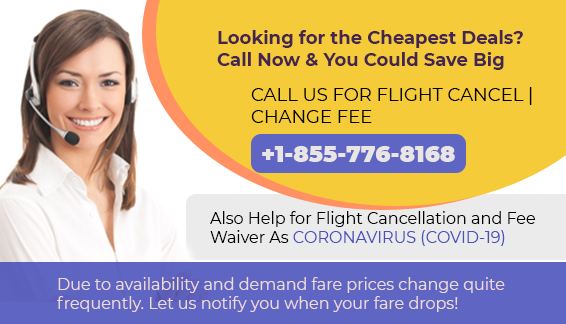 Looking for the Cheapest Deals?
Call Now & You Could Save Big
CALL US FOR FLIGHT CANCEL |
CHANGE FEE
+1-855-776-8168
Also Help for Flight Cancellation and Fee
Waiver As CORONAVIRUS (COVID-19)
Due to availability and demand fare prices change quite
frequently. Let us notify you when your fare drops!